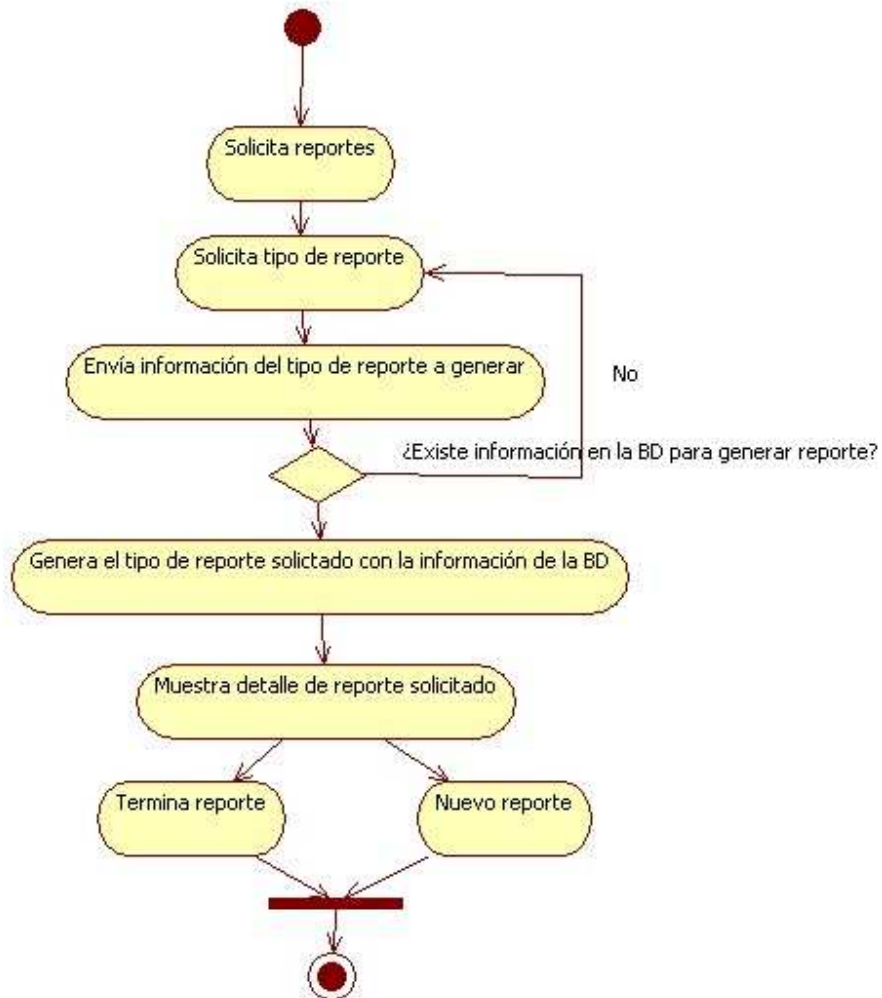 Solicita reportes
Solicita tipo de reporte
Envía información del tipo de reporte a generar
No
¿Existe información en la BD para generar reporte?
Genera el tipo de reporte solictado con la información de la BD
Muestra detalle de reporte solicitado
Termina reporte
Nuevo reporte